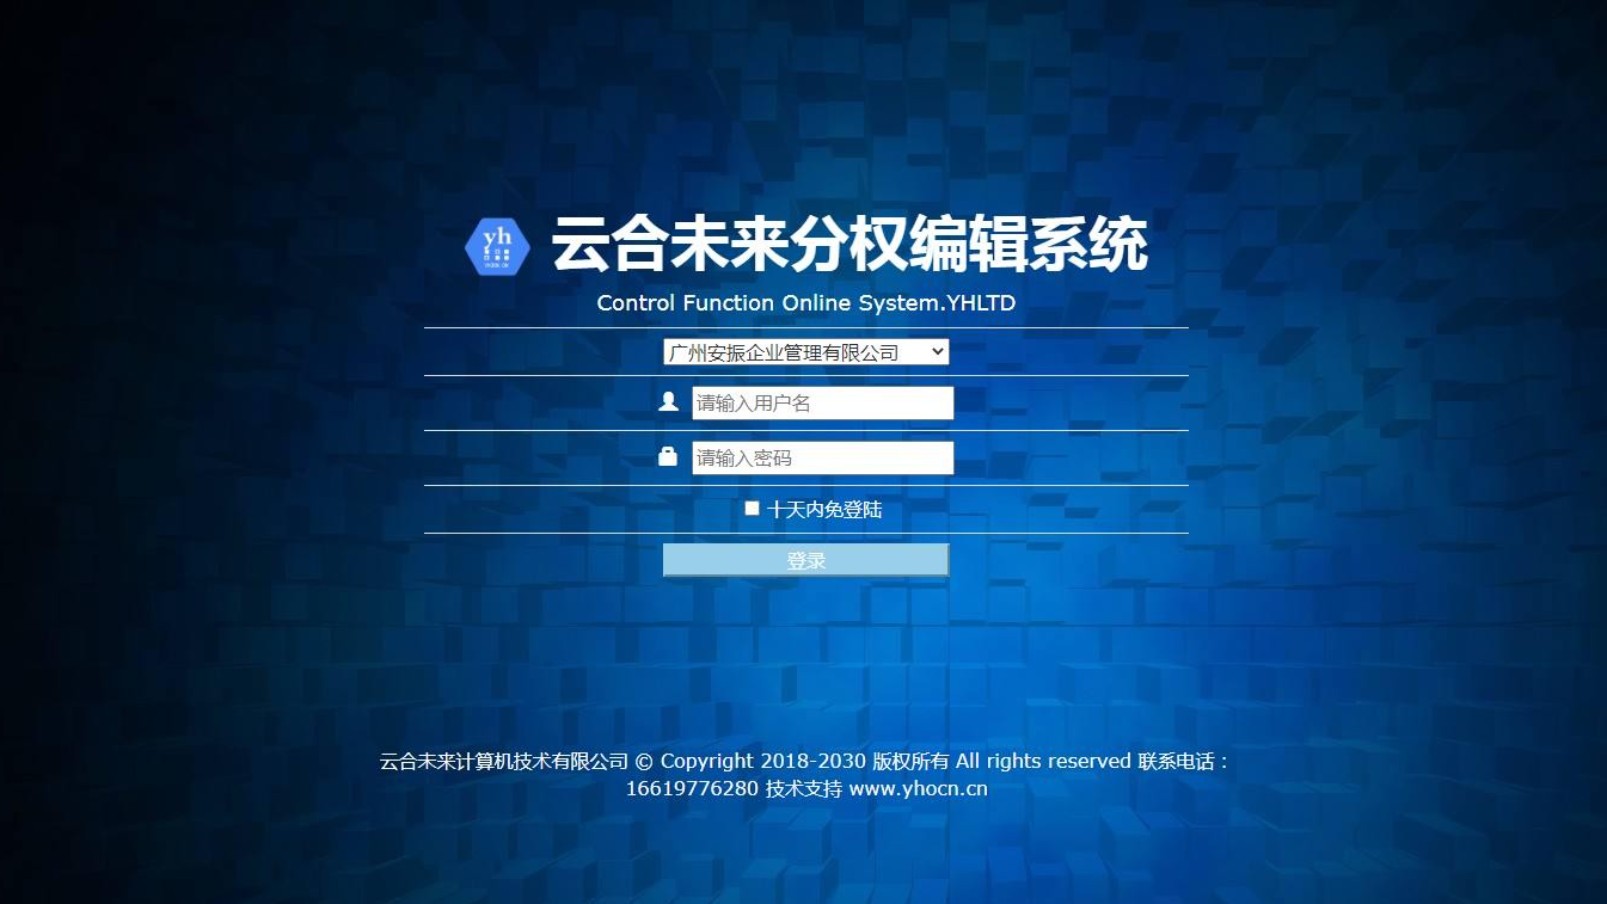 yh
云合未来分权编辑系统
Control Function Online System.YHLTD
广州安振企业管理有限公司
请输入用户名
请输入密码
十天内免登陆
登录
云合未来计算机技术有限公司 © Copyright 2018-2030 版权所有 All rights reserved 联系电话：
16619776280 技术支持 www.yhocn.cn